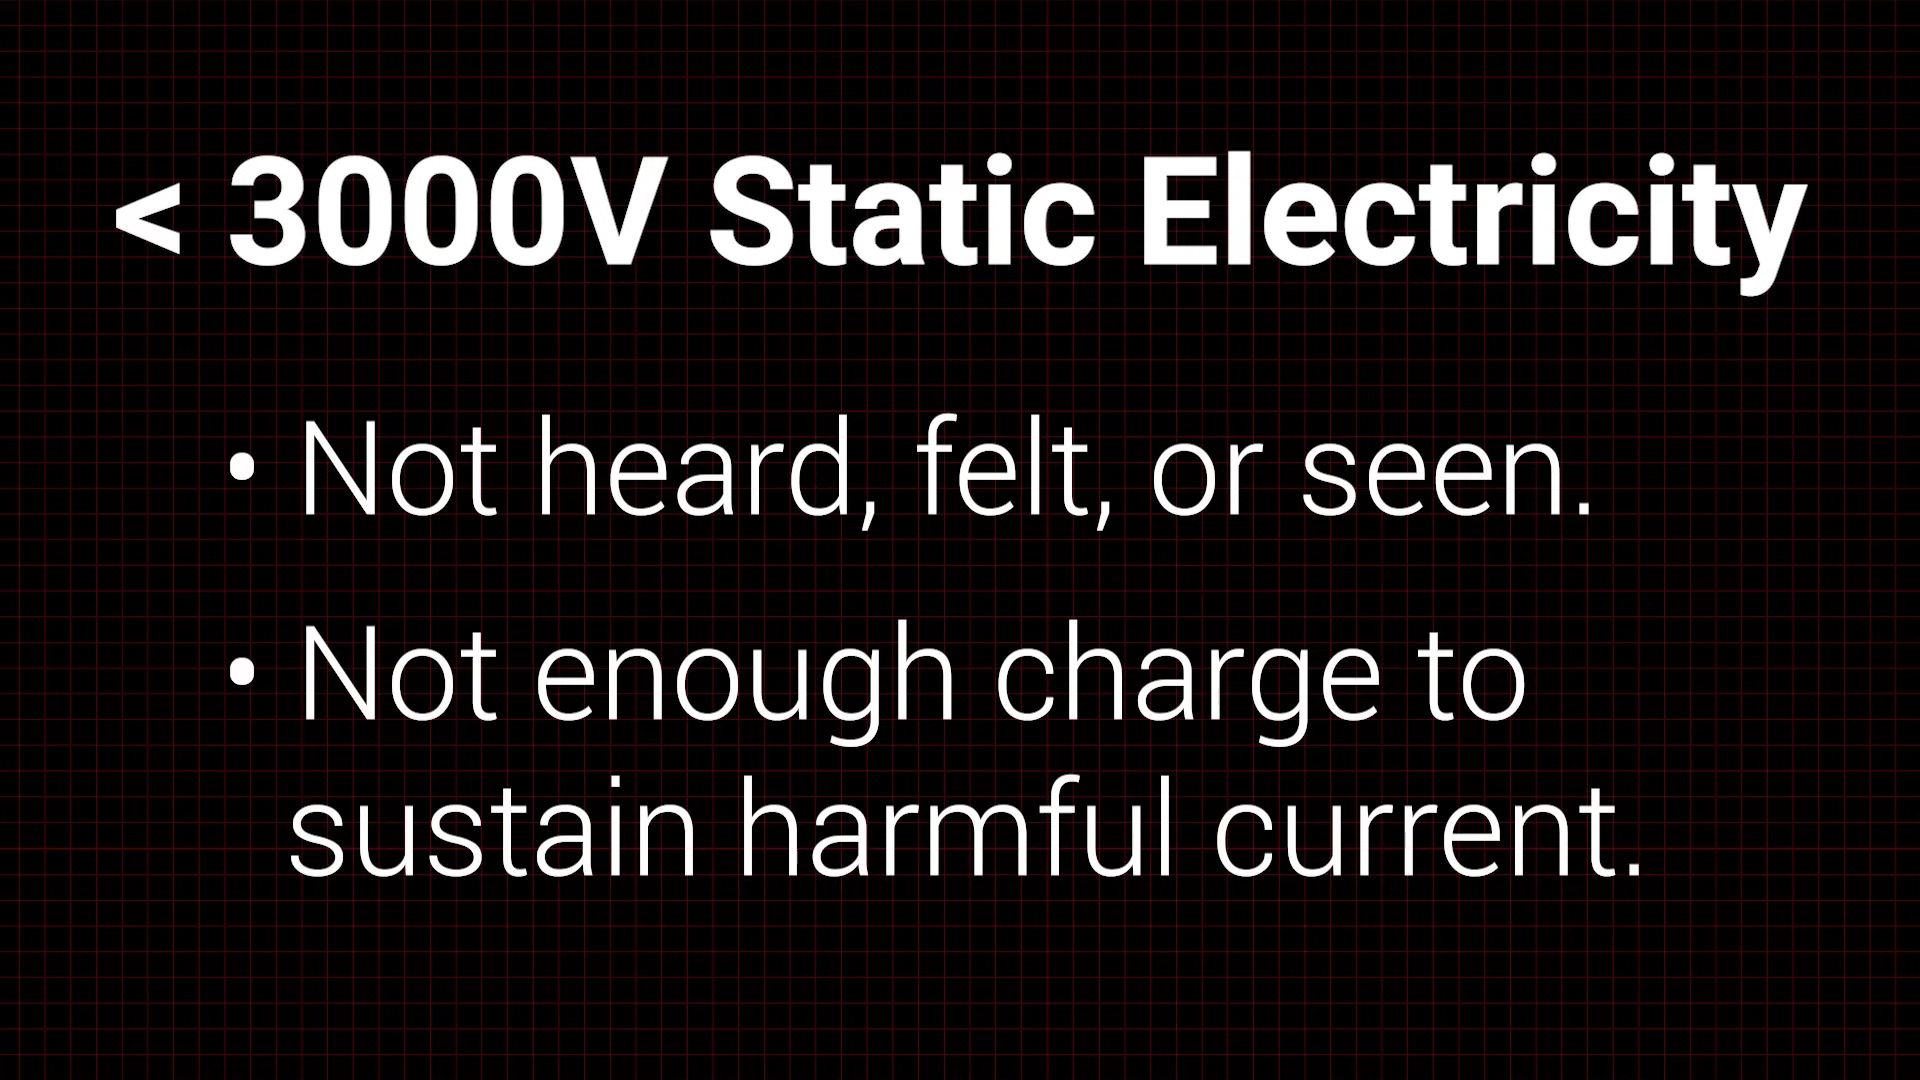 < 3000V Static Electricity
• Not heard, felt, or seen.
• Not enough charge to
sustain harmful current.